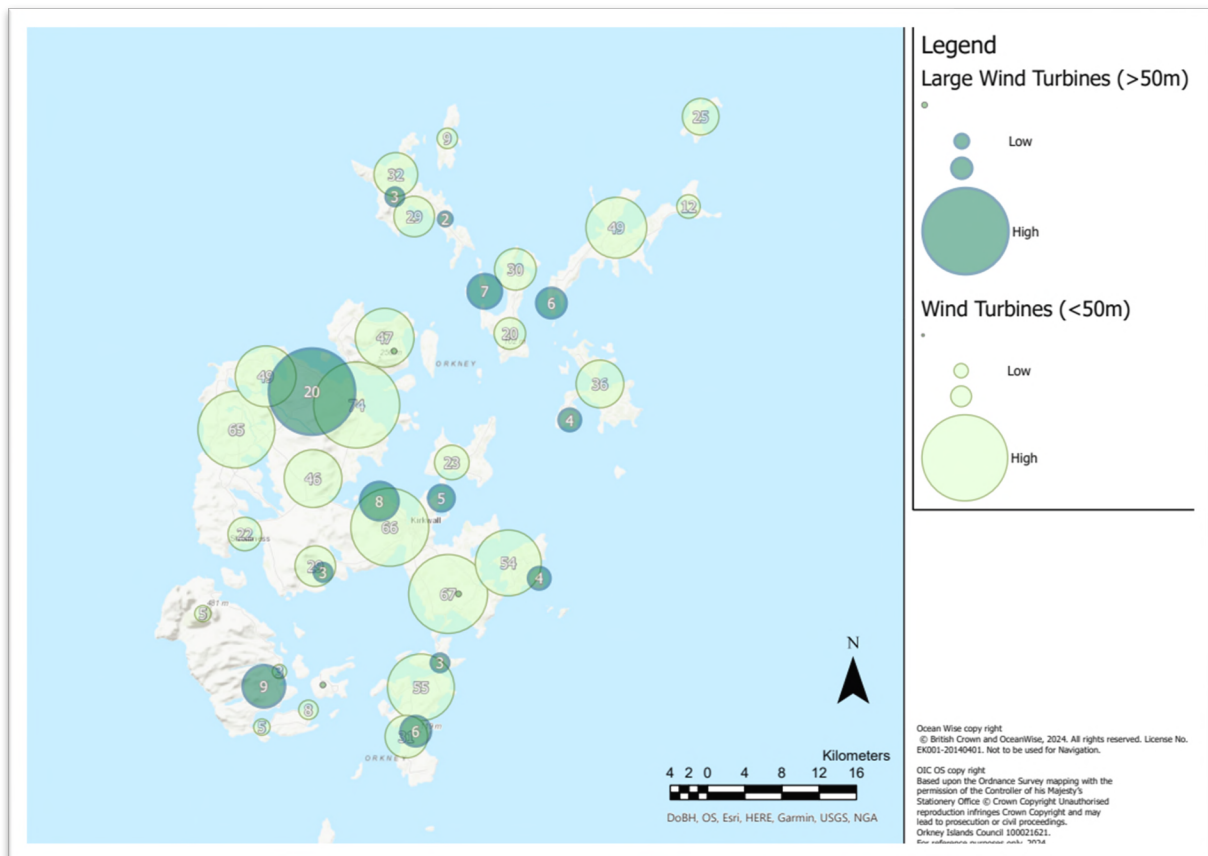 Legend
Large Wind Turbines (>50m)
Low
High
Wind Turbines (<50m)
Low
High
25
9
32
3
29
2
12
49
30
7
6
20
47
ORKNEY
49
20
74
36
4
65
23
46
8
5
66
Kirkwall
22
3
54
4
67
5
3
55
9
8
5
6
ORKNEY
N
Kilometers
4 2 0 4 8 12 16
DoBH, OS, Esri, HERE, Garmin, USGS, NGA
Ocean Wise copy right
© British Crown and OceanWise, 2024. All rights reserved. License No.
EK001-20140401. Not to be used for Navigation.
OIC OS copy right
Based upon the Ordnance Survey mapping with the
permission of the Controller of his Majesty's
Stationery Office © Crown Copyright Unauthorised
reproduction infringes Crown Copyright and may
lead to prosecution or civil proceedings.
Orkney Islands Council 100021621.
For reference purposes only. 2024